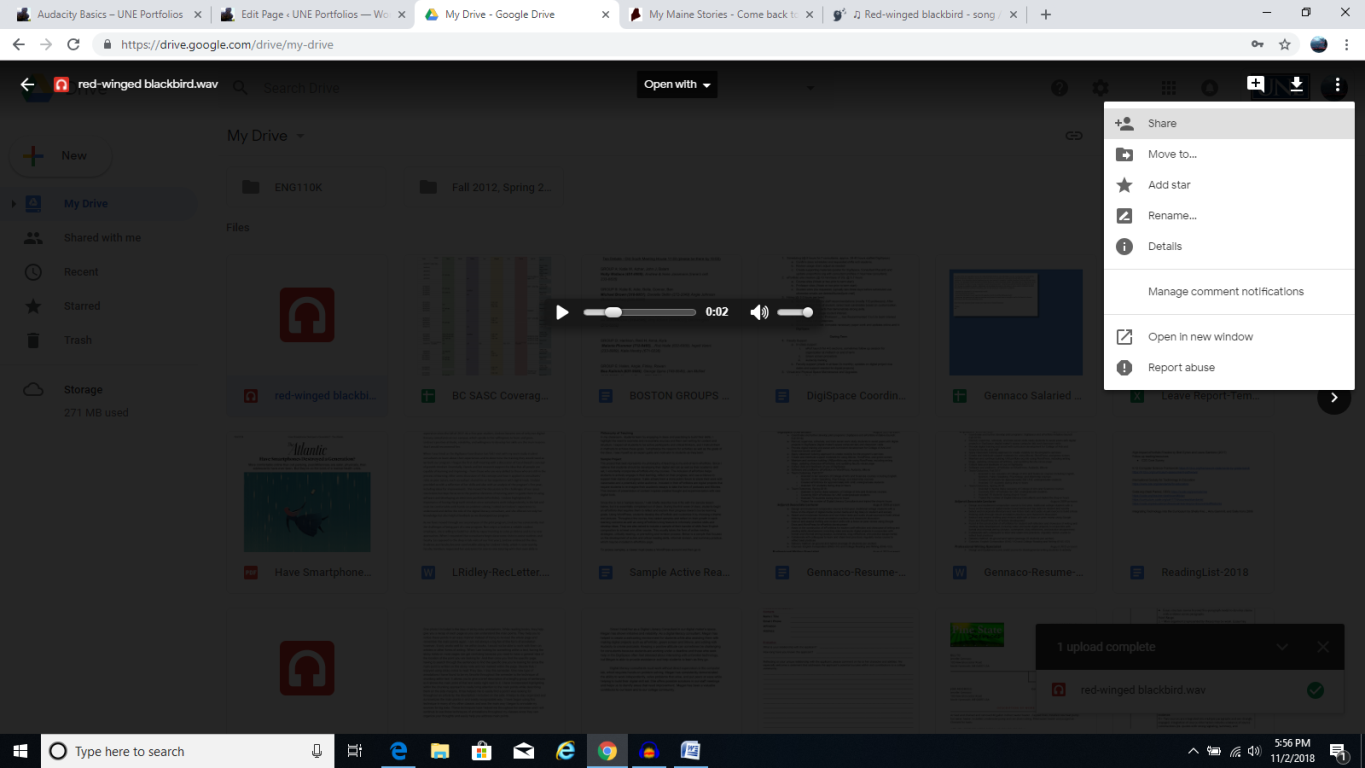 Audacity Basics – UNE Portfolios
Edit Page ‹ UNE Portfolios — Wo
My Drive - Google Drive
My Maine Stories - Come back to
♫ Red-winged blackbird - song /
https://drive.google.com/drive/my-drive
red-winged blackbird.wav
Open with
Drive
Search Drive
UNE
New
My Drive
Shared with me
Recent
Starred
Trash
Storage
271 MB used
My Drive
ENG110K
Fall 2012, Spring 2...
Files
0:02
red-winged blackbi...
BC SASC Coverag...
BOSTON GROUPS ...
DigiSpace Coordin...
Gennaco Salaried ...
Leave Report-Tem...
The Atlantic
Have Smartphone...
LRidley-RecLetter....
Sample Active Rea...
Gennaco-Resume-...
Gennaco-Resume-...
ReadingList-2018
Pine State
Share
Move to...
Add star
Rename...
Details
Manage comment notifications
Open in new window
Report abuse
1 upload complete
red-winged blackbird.wav
Type here to search
5:56 PM
11/2/2018
1